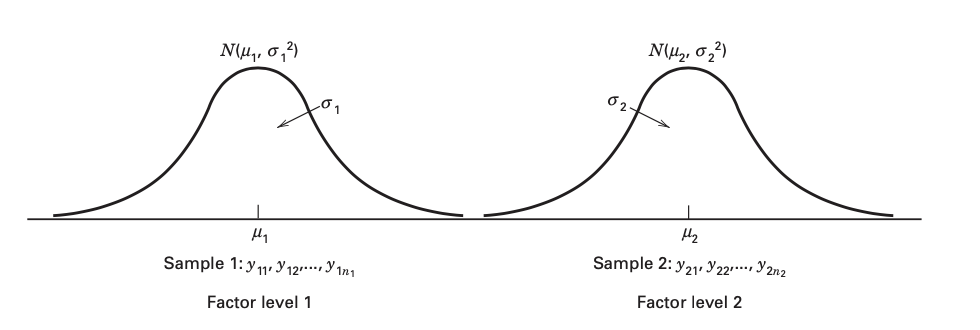 N(μ₁, σ₁²) N(μ₂, σ₂²)
σ₁ σ₂
μ₁ μ₂
Sample 1: y₁₁, y₁₂,..., y₁ₙ₁ Sample 2: y₂₁, y₂₂,..., y₂ₙ₂
Factor level 1 Factor level 2